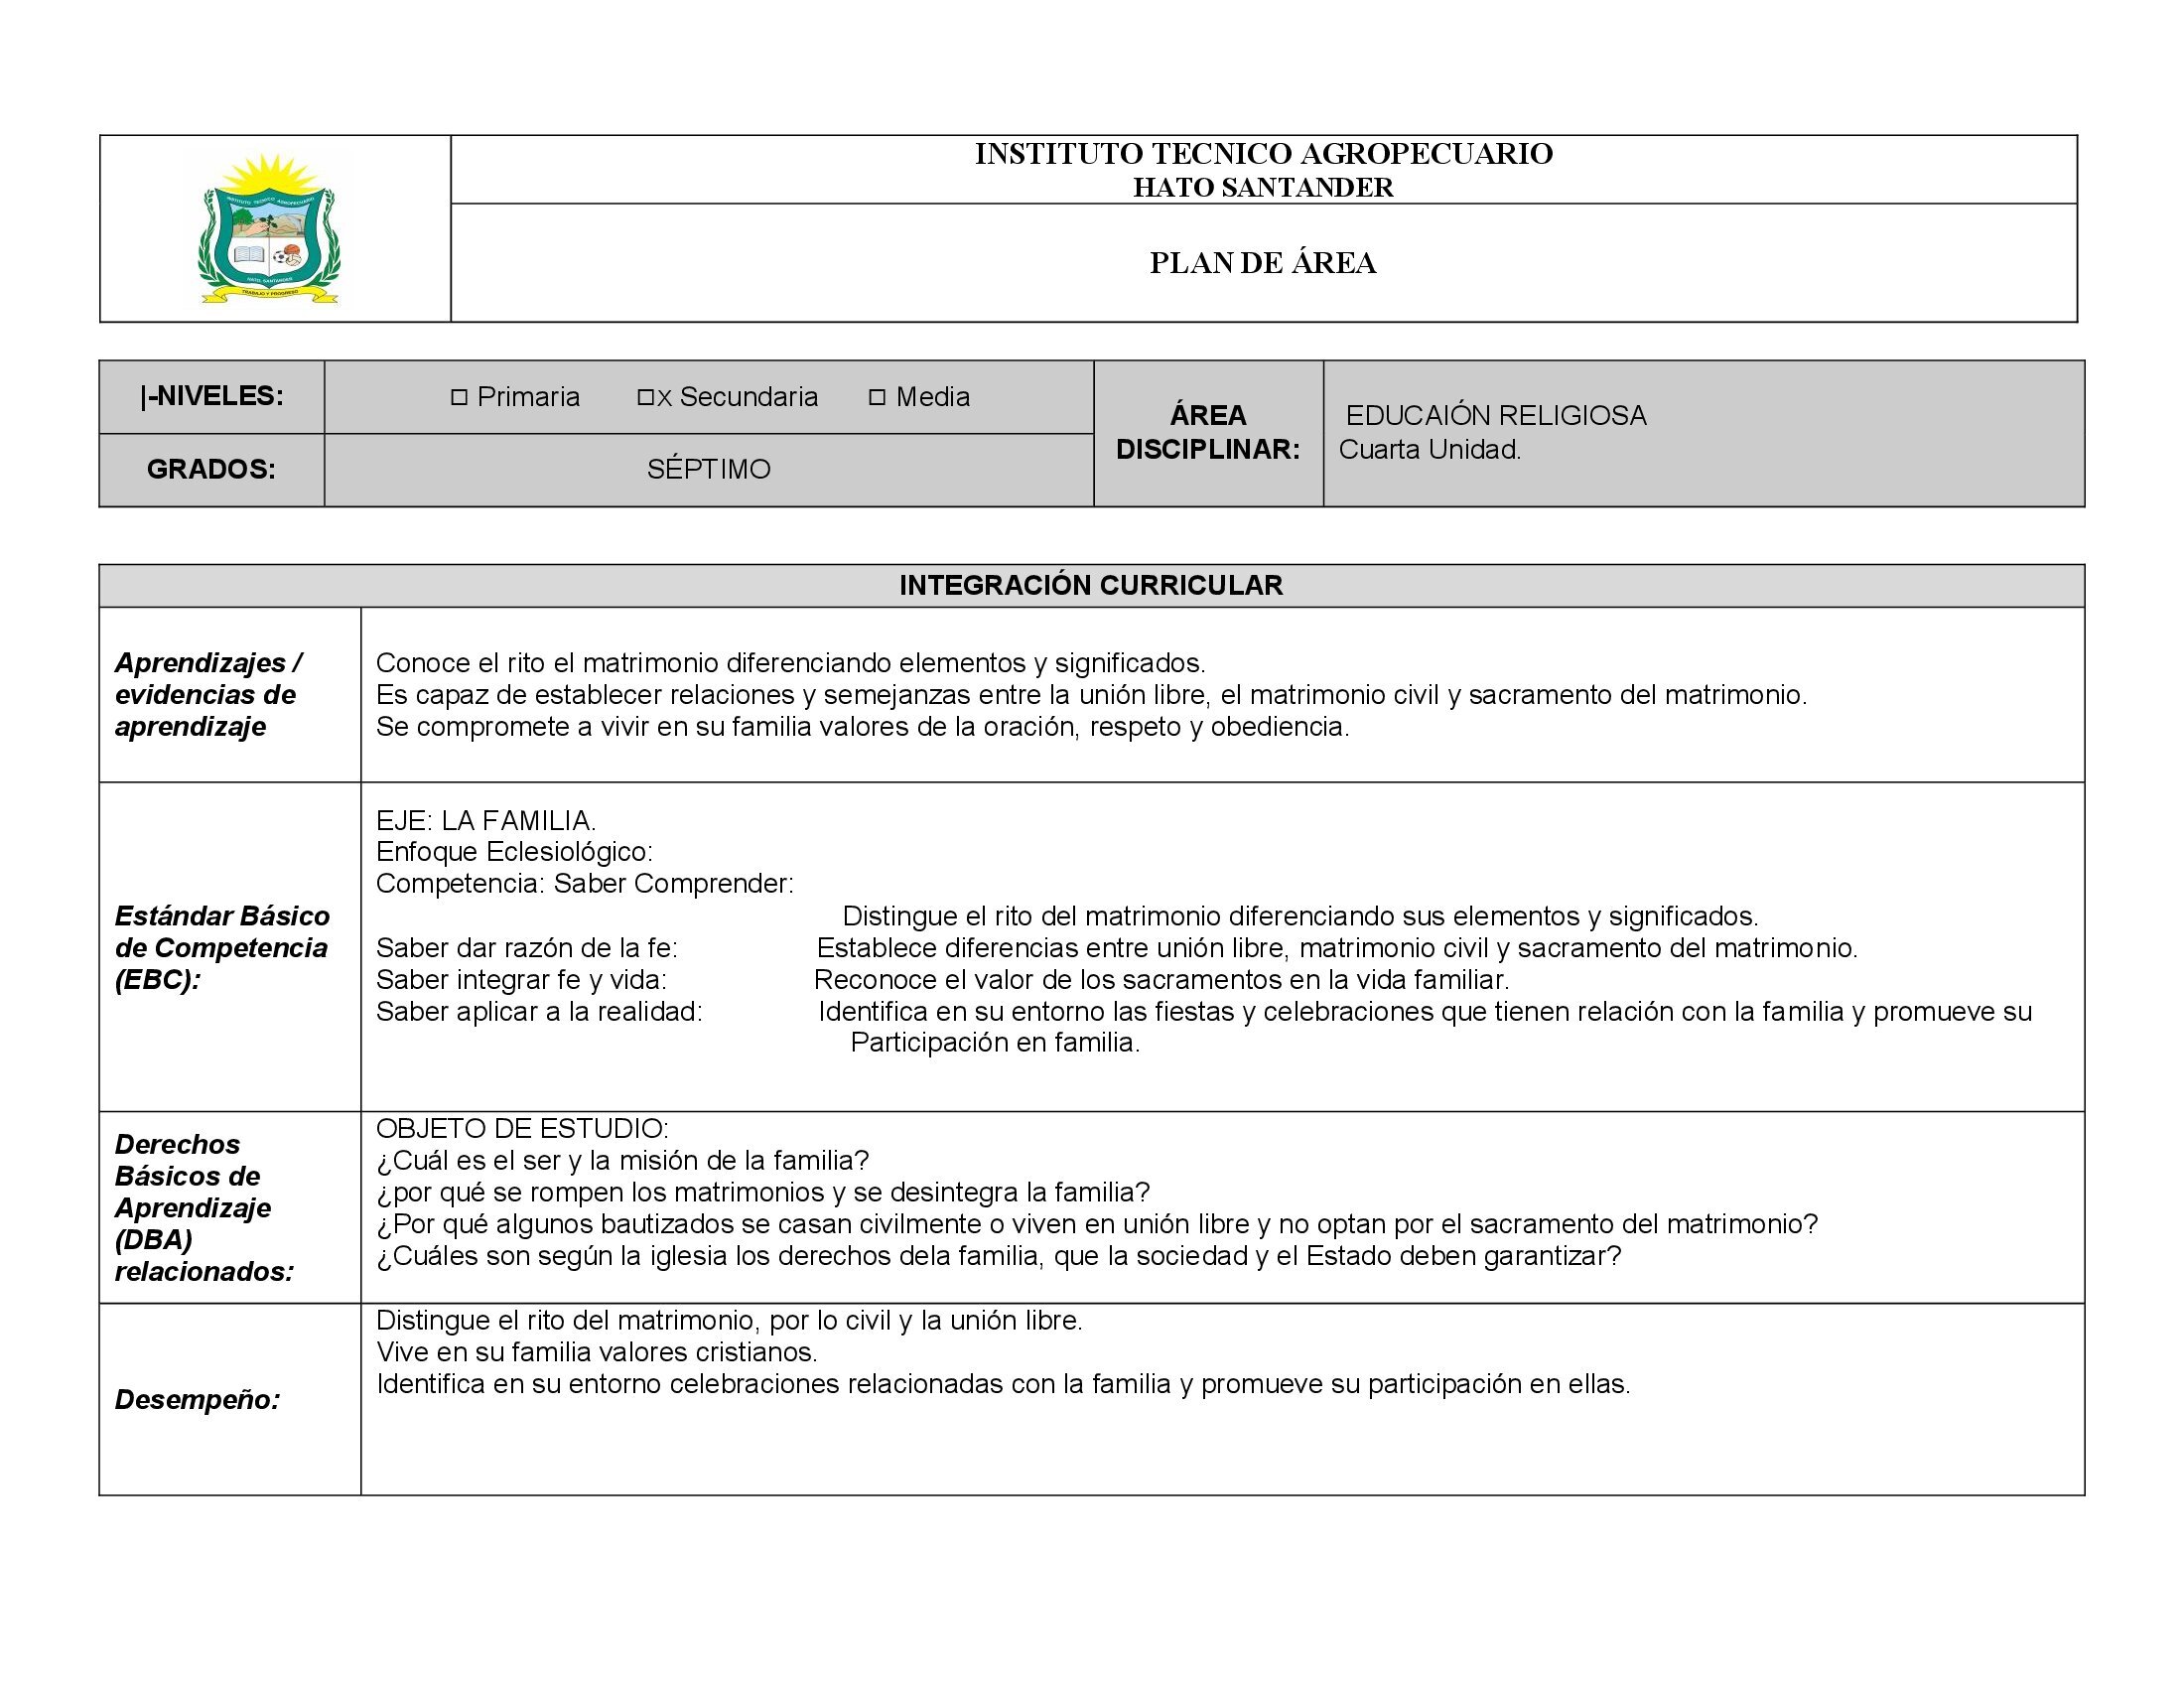 INSTITUTO TECNICO AGROPECUARIO
HATO SANTANDER
PLAN DE ÁREA
INSTITUTO TECNICO AGROPECUARIO
HATO SANTANDER
TRABAJO Y PROGRESO
|-NIVELES:
☐ Primaria ☐x Secundaria ☐ Media
GRADOS:
SÉPTIMO
ÁREA
DISCIPLINAR:
EDUCAIÓN RELIGIOSA
Cuarta Unidad.
INTEGRACIÓN CURRICULAR
Aprendizajes /
evidencias de
aprendizaje
Conoce el rito el matrimonio diferenciando elementos y significados.
Es capaz de establecer relaciones y semejanzas entre la unión libre, el matrimonio civil y sacramento del matrimonio.
Se compromete a vivir en su familia valores de la oración, respeto y obediencia.
Estándar Básico
de Competencia
(EBC):
EJE: LA FAMILIA.
Enfoque Eclesiológico:
Competencia: Saber Comprender:
Distingue el rito del matrimonio diferenciando sus elementos y significados.
Saber dar razón de la fe: Establece diferencias entre unión libre, matrimonio civil y sacramento del matrimonio.
Saber integrar fe y vida: Reconoce el valor de los sacramentos en la vida familiar.
Saber aplicar a la realidad: Identifica en su entorno las fiestas y celebraciones que tienen relación con la familia y promueve su
Participación en familia.
Derechos
Básicos de
Aprendizaje
(DBA)
relacionados:
OBJETO DE ESTUDIO:
¿Cuál es el ser y la misión de la familia?
¿por qué se rompen los matrimonios y se desintegra la familia?
¿Por qué algunos bautizados se casan civilmente o viven en unión libre y no optan por el sacramento del matrimonio?
¿Cuáles son según la iglesia los derechos dela familia, que la sociedad y el Estado deben garantizar?
Desempeño:
Distingue el rito del matrimonio, por lo civil y la unión libre.
Vive en su familia valores cristianos.
Identifica en su entorno celebraciones relacionadas con la familia y promueve su participación en ellas.